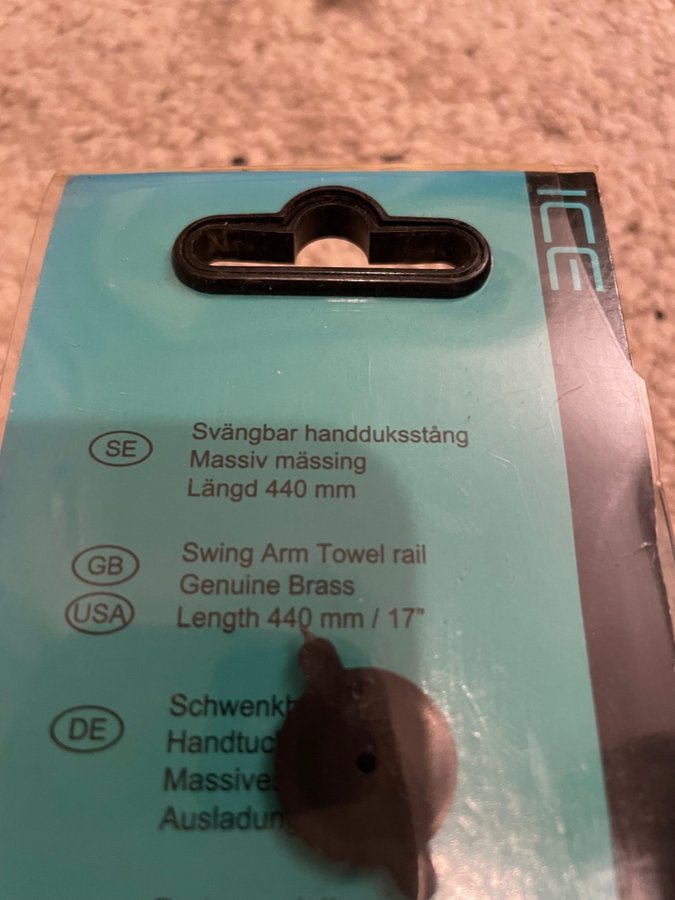 ICE
SE
Svängbar handduksstång
Massiv mässing
Längd 440 mm
GB
USA
Swing Arm Towel rail
Genuine Brass
Length 440 mm / 17”
DE